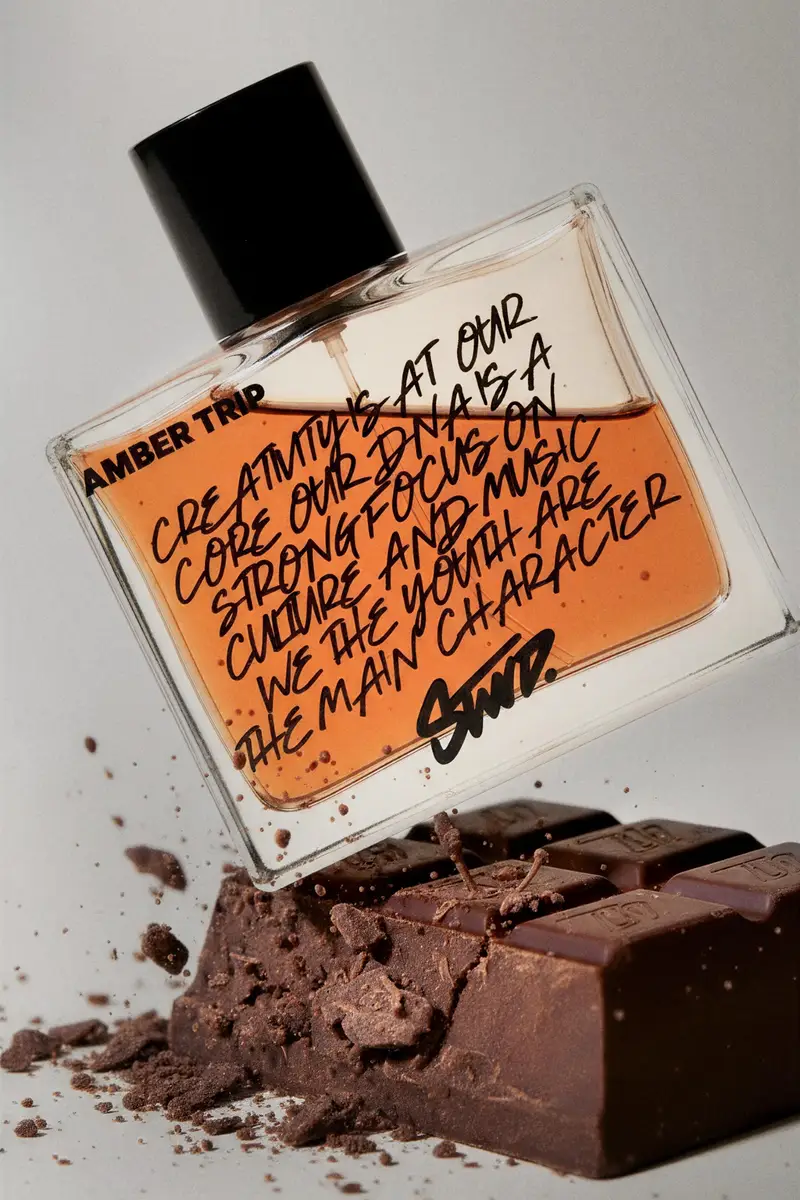 AMBER TRIP
CREATIVITY IS AT OUR
CORE OUR DNA IS A
STRONG FOCUS ON
CULTURE AND MUSIC
WE THE YOUTH ARE
THE MAIN CHARACTER